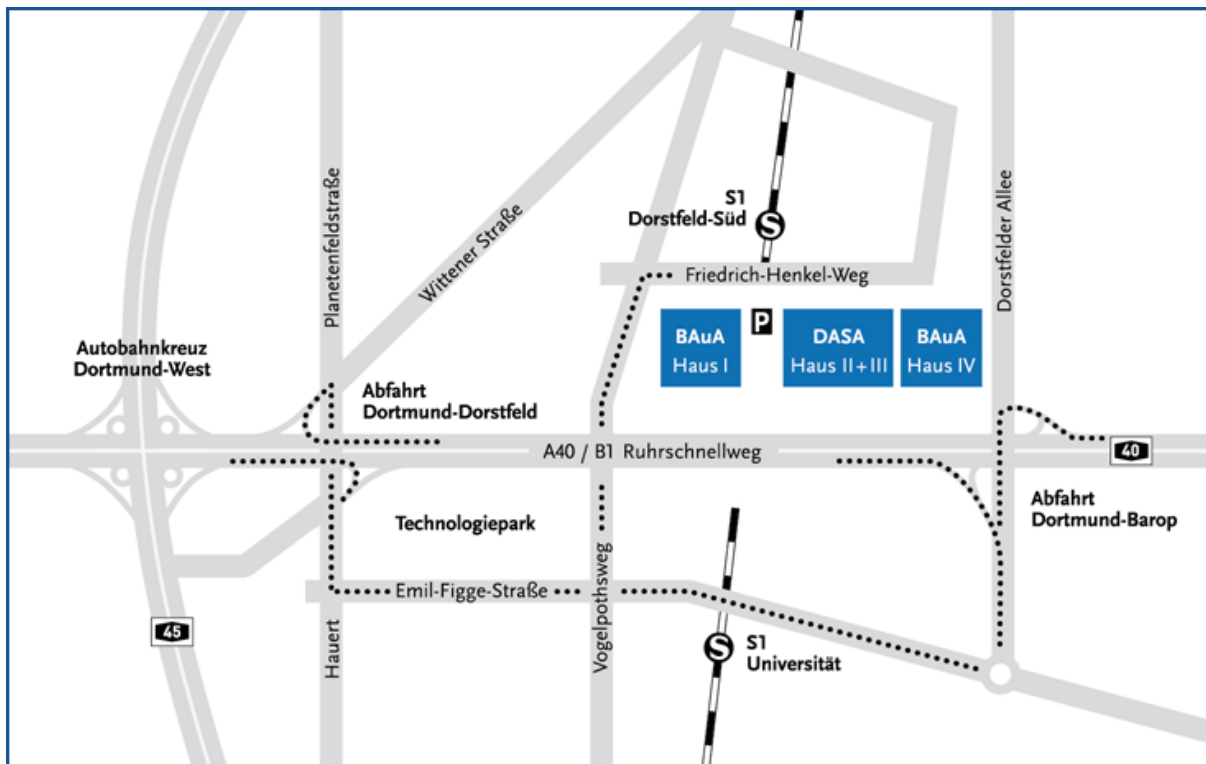 S1
Dorstfeld-Süd
S
Planetenfeldstraße
Wittener Straße
Dorstfelder Allee
Friedrich-Henkel-Weg
P
BAuA
Haus I
DASA
Haus II+III
BAuA
Haus IV
Autobahnkreuz
Dortmund-West
Abfahrt
Dortmund-Dorstfeld
A40 / B1 Ruhrschnellweg
40
Abfahrt
Dortmund-Barop
Technologiepark
Vogelpothsweg
Emil-Figge-Straße
45
Hauert
S
S1
Universität